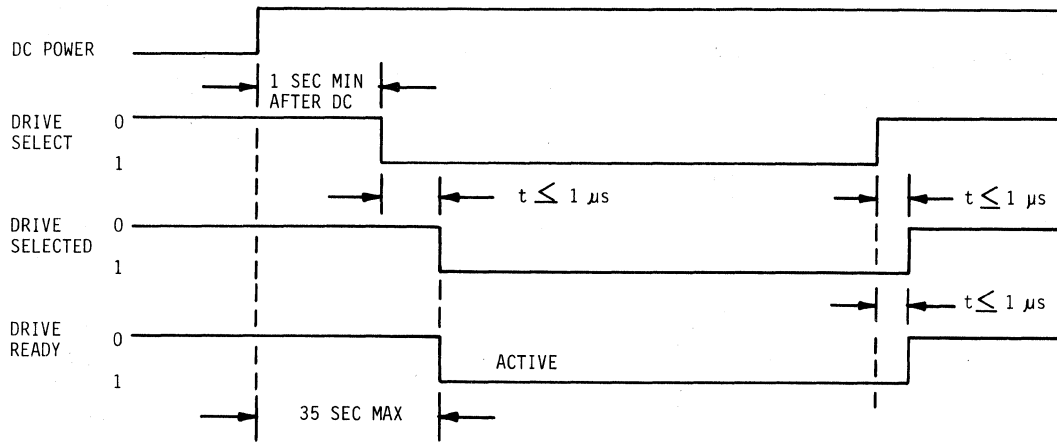 DC POWER
1 SEC MIN
AFTER DC
DRIVE
SELECT
0
1
t ≤ 1 μs
t ≤ 1 μs
DRIVE
SELECTED
0
1
t ≤ 1 μs
DRIVE
READY
0
1
ACTIVE
35 SEC MAX